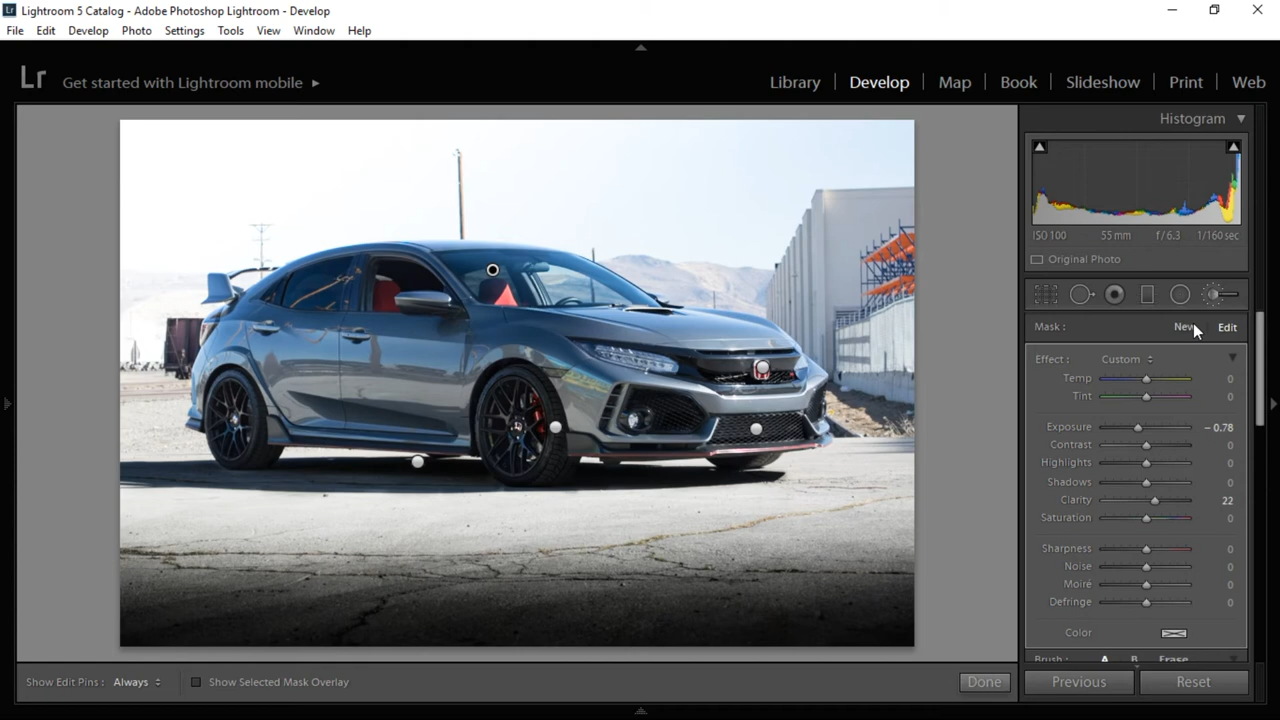 Lr Lightroom 5 Catalog - Adobe Photoshop Lightroom - Develop
File Edit Develop Photo Settings Tools View Window Help
Lr Get started with Lightroom mobile ▸ Library | Develop | Map | Book | Slideshow | Print | Web
Histogram
ISO 100 55 mm f / 6.3 1/160 sec
Original Photo
Mask : New Edit
Effect : Custom
Temp 0
Tint 0
Exposure – 0.78
Contrast 0
Highlights 0
Shadows 0
Clarity 22
Saturation 0
Sharpness 0
Noise 0
Moiré 0
Defringe 0
Color
Brush : A B Erase
Show Edit Pins : Always Show Selected Mask Overlay Done Previous Reset